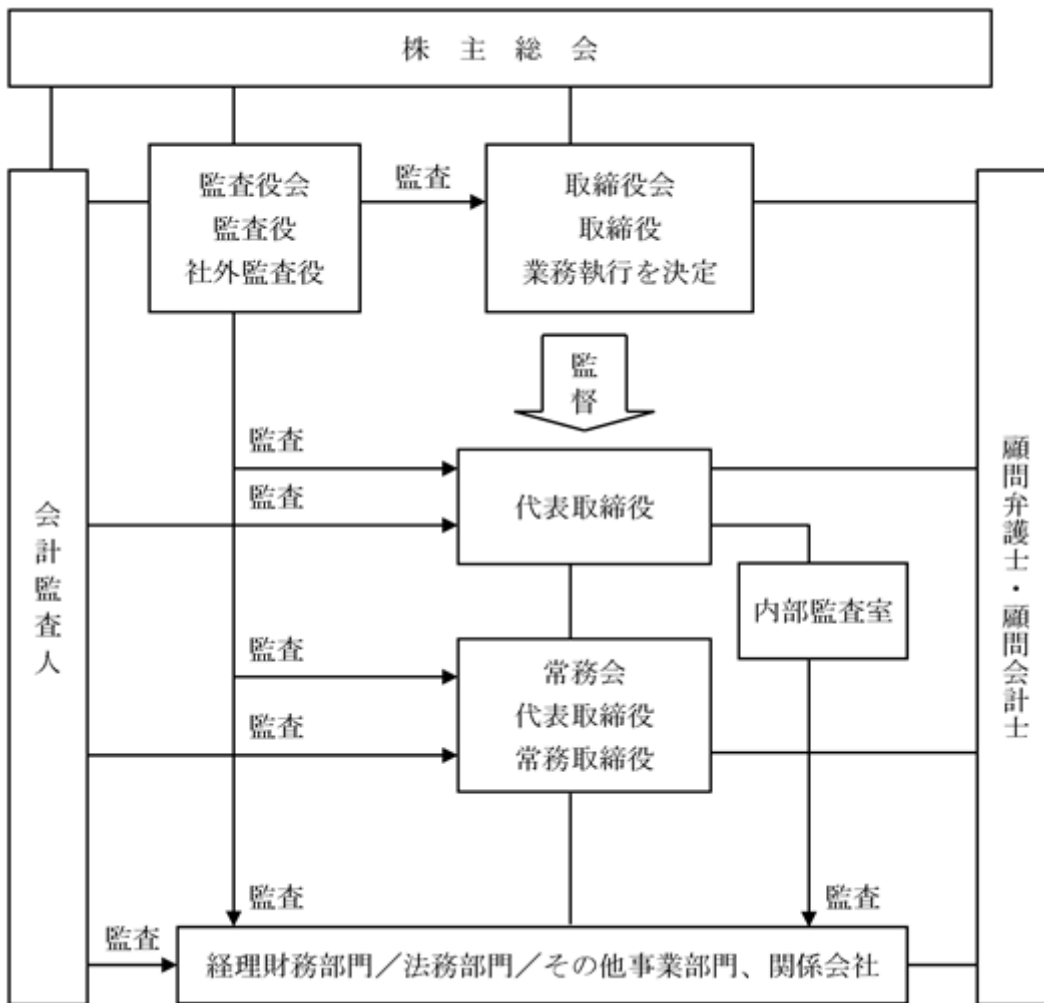 株主総会
監査役会
監査役
社外監査役
監査
取締役会
取締役
業務執行を決定
監督
監査
監査
代表取締役
内部監査室
監査
監査
常務会
代表取締役
常務取締役
会計監査人
顧問弁護士・顧問会計士
監査
監査
監査
経理財務部門／法務部門／その他事業部門、関係会社